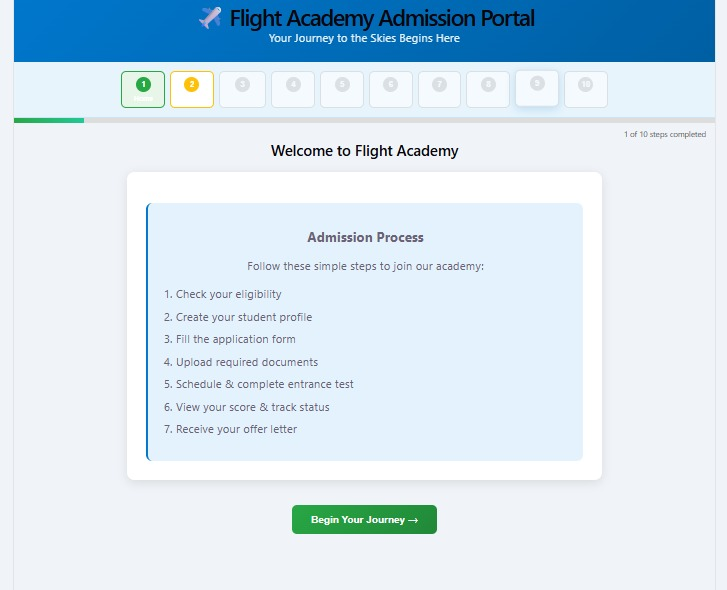 Flight Academy Admission Portal
Your Journey to the Skies Begins Here
1 2 3 4 5 6 7 8 9 10
1 of 10 steps completed
Welcome to Flight Academy
Admission Process
Follow these simple steps to join our academy:
1. Check your eligibility
2. Create your student profile
3. Fill the application form
4. Upload required documents
5. Schedule & complete entrance test
6. View your score & track status
7. Receive your offer letter
Begin Your Journey →